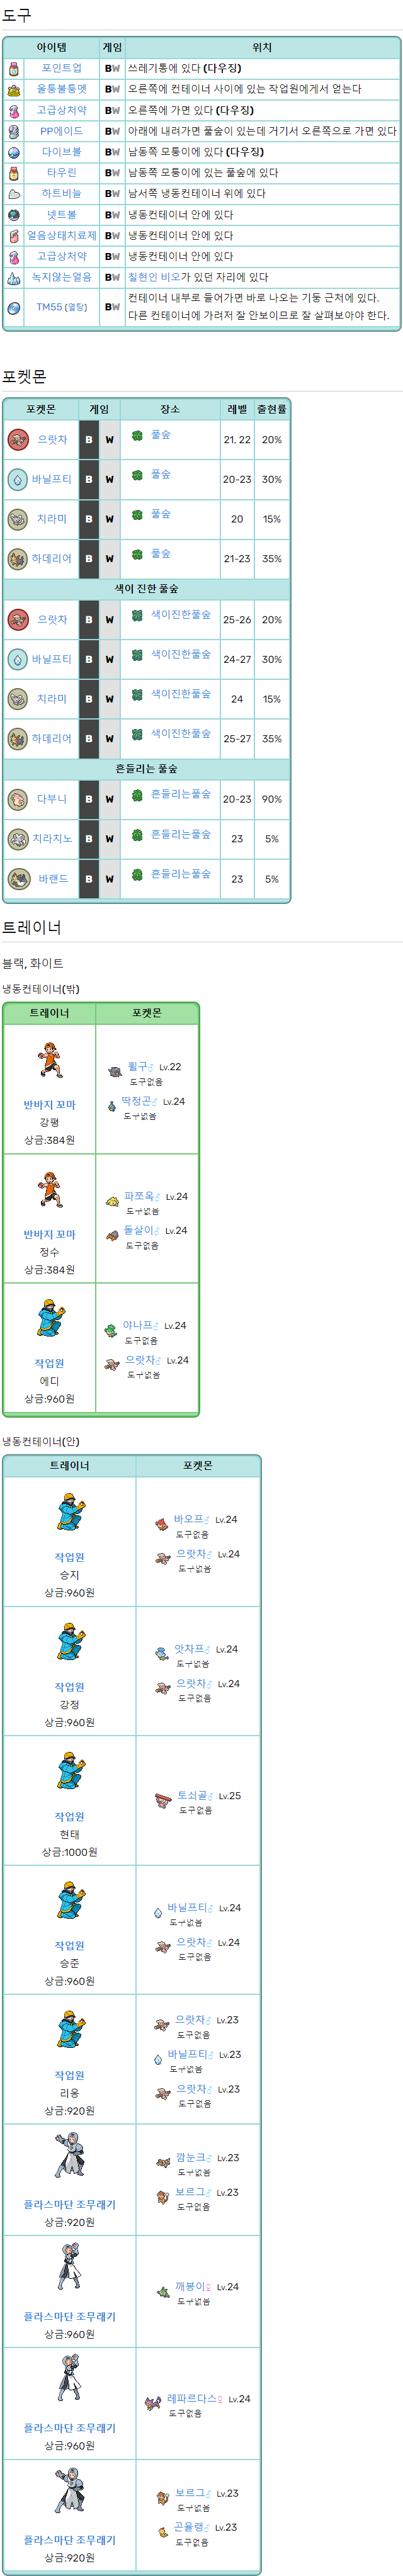 도구
아이템 게임 위치
포인트업 BW 쓰레기통에 있다 (다우징)
울퉁불퉁멧 BW 오른쪽에 컨테이너 사이에 있는 작업원에게서 얻는다
고급상처약 BW 오른쪽에 가면 있다 (다우징)
PP에이드 BW 아래에 내려가면 풀숲이 있는데 거기서 오른쪽으로 가면 있다
다이브볼 BW 남동쪽 모퉁이에 있다 (다우징)
타우린 BW 남동쪽 모퉁이에 있는 풀숲에 있다
하트비늘 BW 남서쪽 냉동컨테이너 위에 있다
넷트볼 BW 냉동컨테이너 안에 있다
얼음상태치료제 BW 냉동컨테이너 안에 있다
고급상처약 BW 냉동컨테이너 안에 있다
녹지않는얼음 BW 칠현인 비오가 있던 자리에 있다
TM55 (열탕) BW 컨테이너 내부로 들어가면 바로 나오는 기둥 근처에 있다.
다른 컨테이너에 가려저 잘 안보이므로 잘 살펴보아야 한다.
포켓몬
포켓몬 게임 장소 레벨 출현률
으랏차 B W 풀숲 21, 22 20%
바닐프티 B W 풀숲 20-23 30%
치라미 B W 풀숲 20 15%
하데리어 B W 풀숲 21-23 35%
색이 진한 풀숲
으랏차 B W 색이진한풀숲 25-26 20%
바닐프티 B W 색이진한풀숲 24-27 30%
치라미 B W 색이진한풀숲 24 15%
하데리어 B W 색이진한풀숲 25-27 35%
흔들리는 풀숲
다부니 B W 흔들리는풀숲 20-23 90%
치라치노 B W 흔들리는풀숲 23 5%
바랜드 B W 흔들리는풀숲 23 5%
트레이너
블랙, 화이트
냉동컨테이너(밖)
트레이너 포켓몬
반바지 꼬마
강평
상금:384원
휠구♂ Lv.22
도구없음
딱정곤♂ Lv.24
도구없음
반바지 꼬마
정수
상금:384원
파쪼옥♂ Lv.24
도구없음
돌살이♂ Lv.24
도구없음
작업원
에디
상금:960원
야나프♂ Lv.24
도구없음
으랏차♂ Lv.24
도구없음
냉동컨테이너(안)
트레이너 포켓몬
작업원
승지
상금:960원
바오프♂ Lv.24
도구없음
으랏차♂ Lv.24
도구없음
작업원
강정
상금:960원
앗차프♂ Lv.24
도구없음
으랏차♂ Lv.24
도구없음
작업원
현태
상금:1000원
토쇠골♂ Lv.25
도구없음
작업원
승준
상금:960원
바닐프티♂ Lv.24
도구없음
으랏차♂ Lv.24
도구없음
작업원
리옹
상금:920원
으랏차♂ Lv.23
도구없음
바닐프티♂ Lv.23
도구없음
으랏차♂ Lv.23
도구없음
플라스마단 조무래기
상금:920원
깜눈크♂ Lv.23
도구없음
보르그♂ Lv.23
도구없음
플라스마단 조무래기
상금:960원
깨봉이♀ Lv.24
도구없음
플라스마단 조무래기
상금:960원
레파르다스♀ Lv.24
도구없음
플라스마단 조무래기
상금:920원
보르그♂ Lv.23
도구없음
곤율랭♂ Lv.23
도구없음